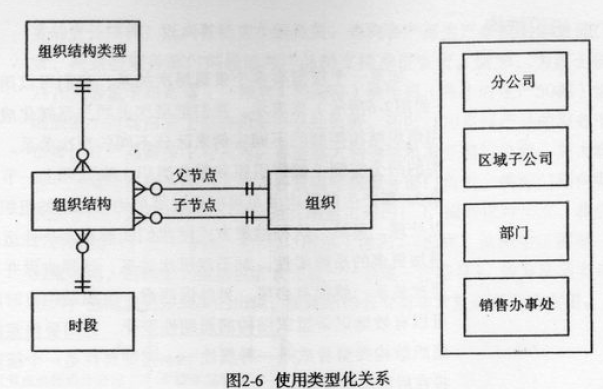 组织结构类型
分公司
区域子公司
组织结构
父节点
子节点
组织
部门
时段
销售办事处
图2-6 使用类型化关系